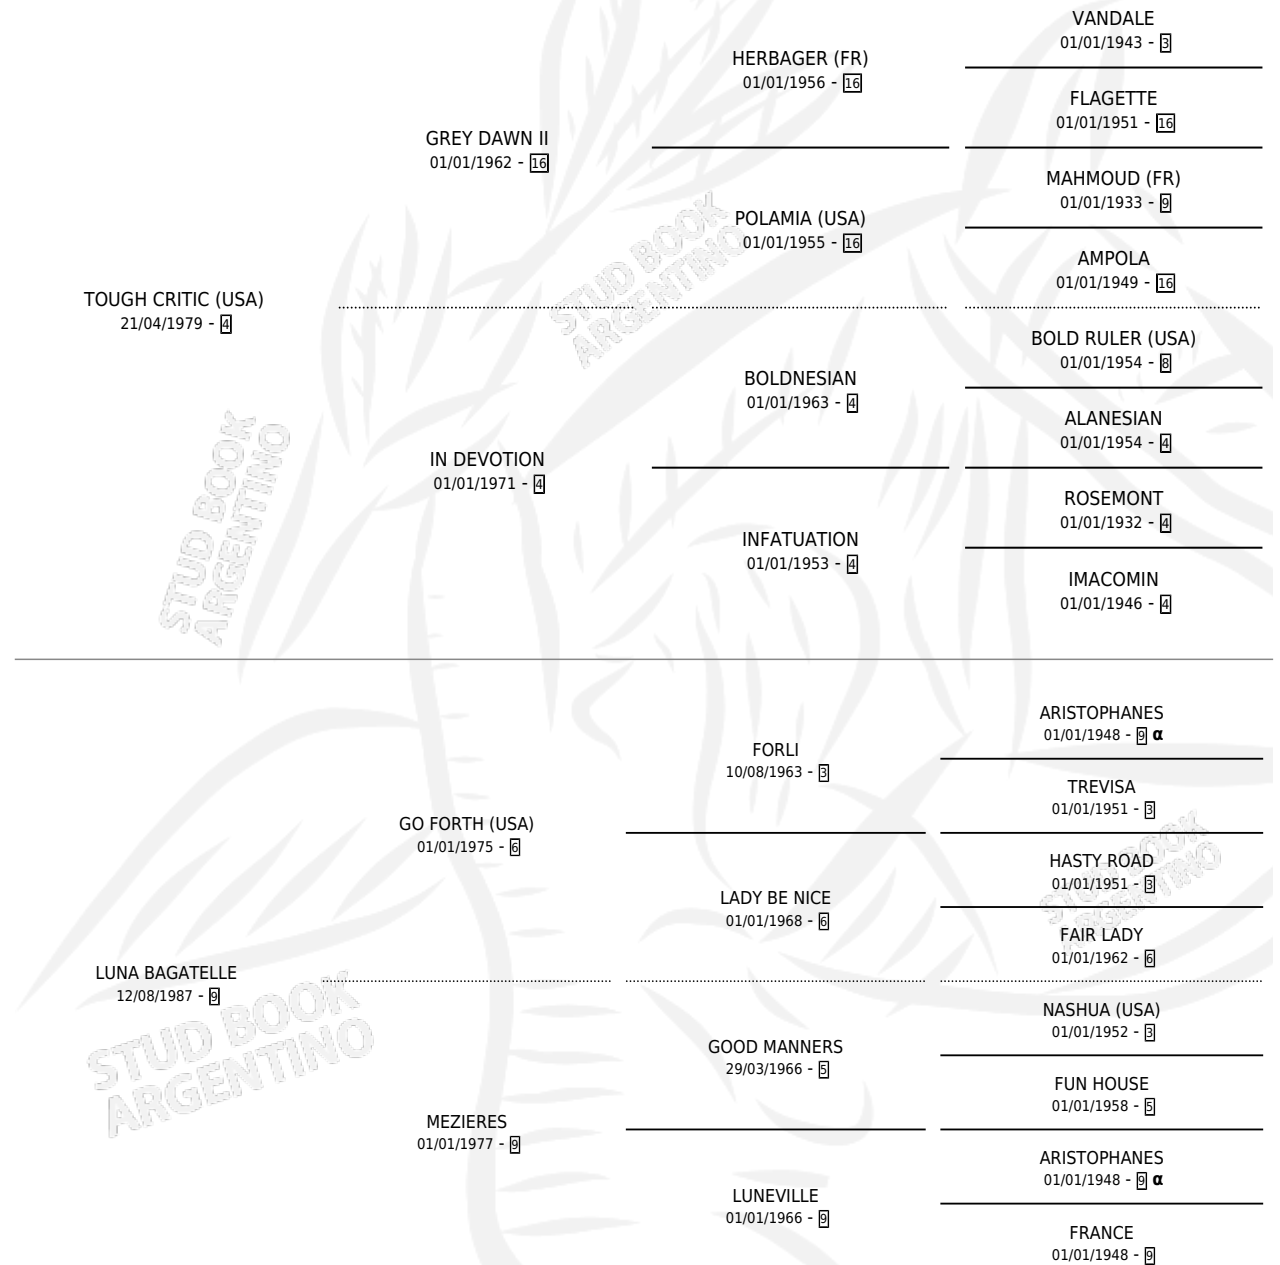 VANDALE
01/01/1943 - 3
HERBAGER (FR)
01/01/1956 - 16
FLAGETTE
01/01/1951 - 16
GREY DAWN II
01/01/1962 - 16
MAHMOUD (FR)
01/01/1933 - 9
POLAMIA (USA)
01/01/1955 - 16
AMPOLA
01/01/1949 - 16
TOUGH CRITIC (USA)
21/04/1979 - 4
STUD BOOK
ARGENTINO
BOLD RULER (USA)
01/01/1954 - 8
BOLDNESIAN
01/01/1963 - 4
ALANESIAN
01/01/1954 - 4
IN DEVOTION
01/01/1971 - 4
ROSEMONT
01/01/1932 - 4
INFATUATION
01/01/1953 - 4
IMACOMIN
01/01/1946 - 4
STUD BOOK
ARGENTINO
ARISTOPHANES
01/01/1948 - 9 α
FORLI
10/08/1963 - 3
TREVISA
01/01/1951 - 3
GO FORTH (USA)
01/01/1975 - 6
HASTY ROAD
01/01/1951 - 3
LADY BE NICE
01/01/1968 - 6
FAIR LADY
01/01/1962 - 6
STUD BOOK
ARGENTINO
LUNA BAGATELLE
12/08/1987 - 9
NASHUA (USA)
01/01/1952 - 3
GOOD MANNERS
29/03/1966 - 5
FUN HOUSE
01/01/1958 - 5
STUD BOOK
ARGENTINO
MEZIERES
01/01/1977 - 9
ARISTOPHANES
01/01/1948 - 9 α
LUNEVILLE
01/01/1966 - 9
FRANCE
01/01/1948 - 9